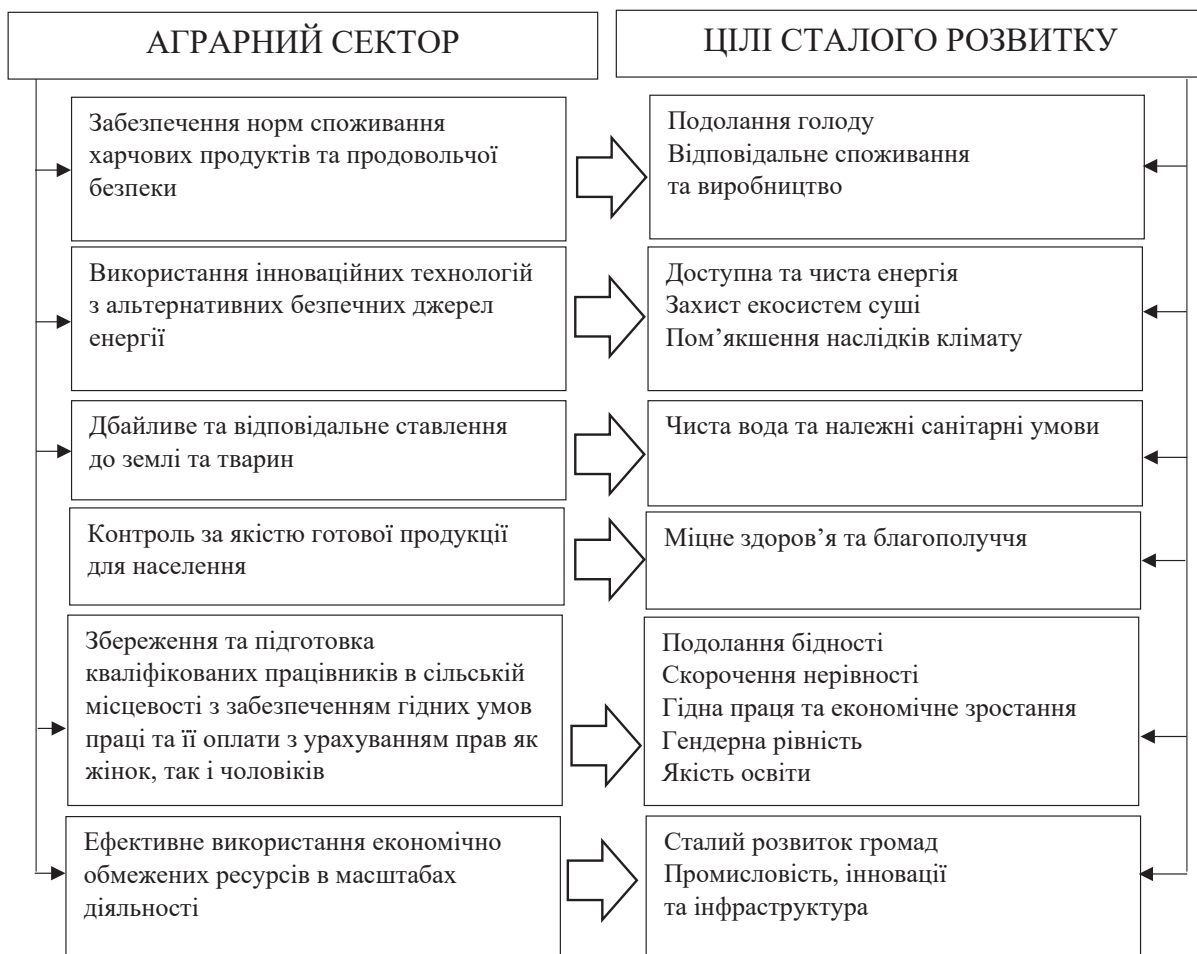 АГРАРНИЙ СЕКТОР
ЦІЛІ СТАЛОГО РОЗВИТКУ
Забезпечення норм споживання
харчових продуктів та продовольчої
безпеки
Подолання голоду
Відповідальне споживання
та виробництво
Використання інноваційних технологій
з альтернативних безпечних джерел
енергії
Доступна та чиста енергія
Захист екосистем суші
Пом’якшення наслідків клімату
Дбайливе та відповідальне ставлення
до землі та тварин
Чиста вода та належні санітарні умови
Контроль за якістю готової продукції
для населення
Міцне здоров’я та благополуччя
Збереження та підготовка
кваліфікованих працівників в сільській
місцевості з забезпеченням гідних умов
праці та її оплати з урахуванням прав як
жінок, так і чоловіків
Подолання бідності
Скорочення нерівності
Гідна праця та економічне зростання
Гендерна рівність
Якість освіти
Ефективне використання економічно
обмежених ресурсів в масштабах
діяльності
Сталий розвиток громад
Промисловість, інновації
та інфраструктура